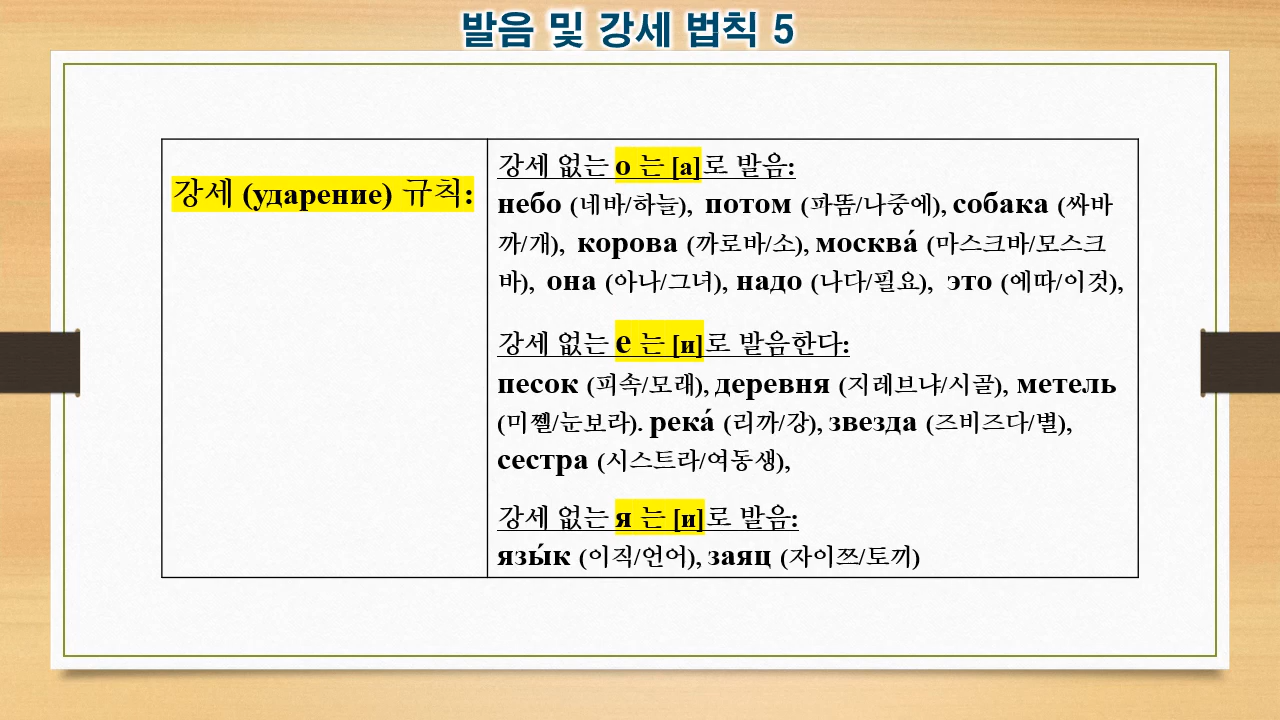 발음 및 강세 법칙 5
강세 (ударение) 규칙:
강세 없는 о 는 [а]로 발음:
небо (네바/하늘), потом (파똠/나중에), собака (싸바
까/개), корова (까로바/소), москва́ (마스크바/모스크
바), она (아나/그녀), надо (나다/필요), это (에따/이것),
강세 없는 е 는 [и]로 발음한다:
песок (피속/모래), деревня (지레브냐/시골), метель
(미쩰/눈보라). река́ (리까/강), звезда (즈비즈다/별),
сестра (시스트라/여동생),
강세 없는 я 는 [и]로 발음:
язы́к (이직/언어), заяц (자이쯔/토끼)